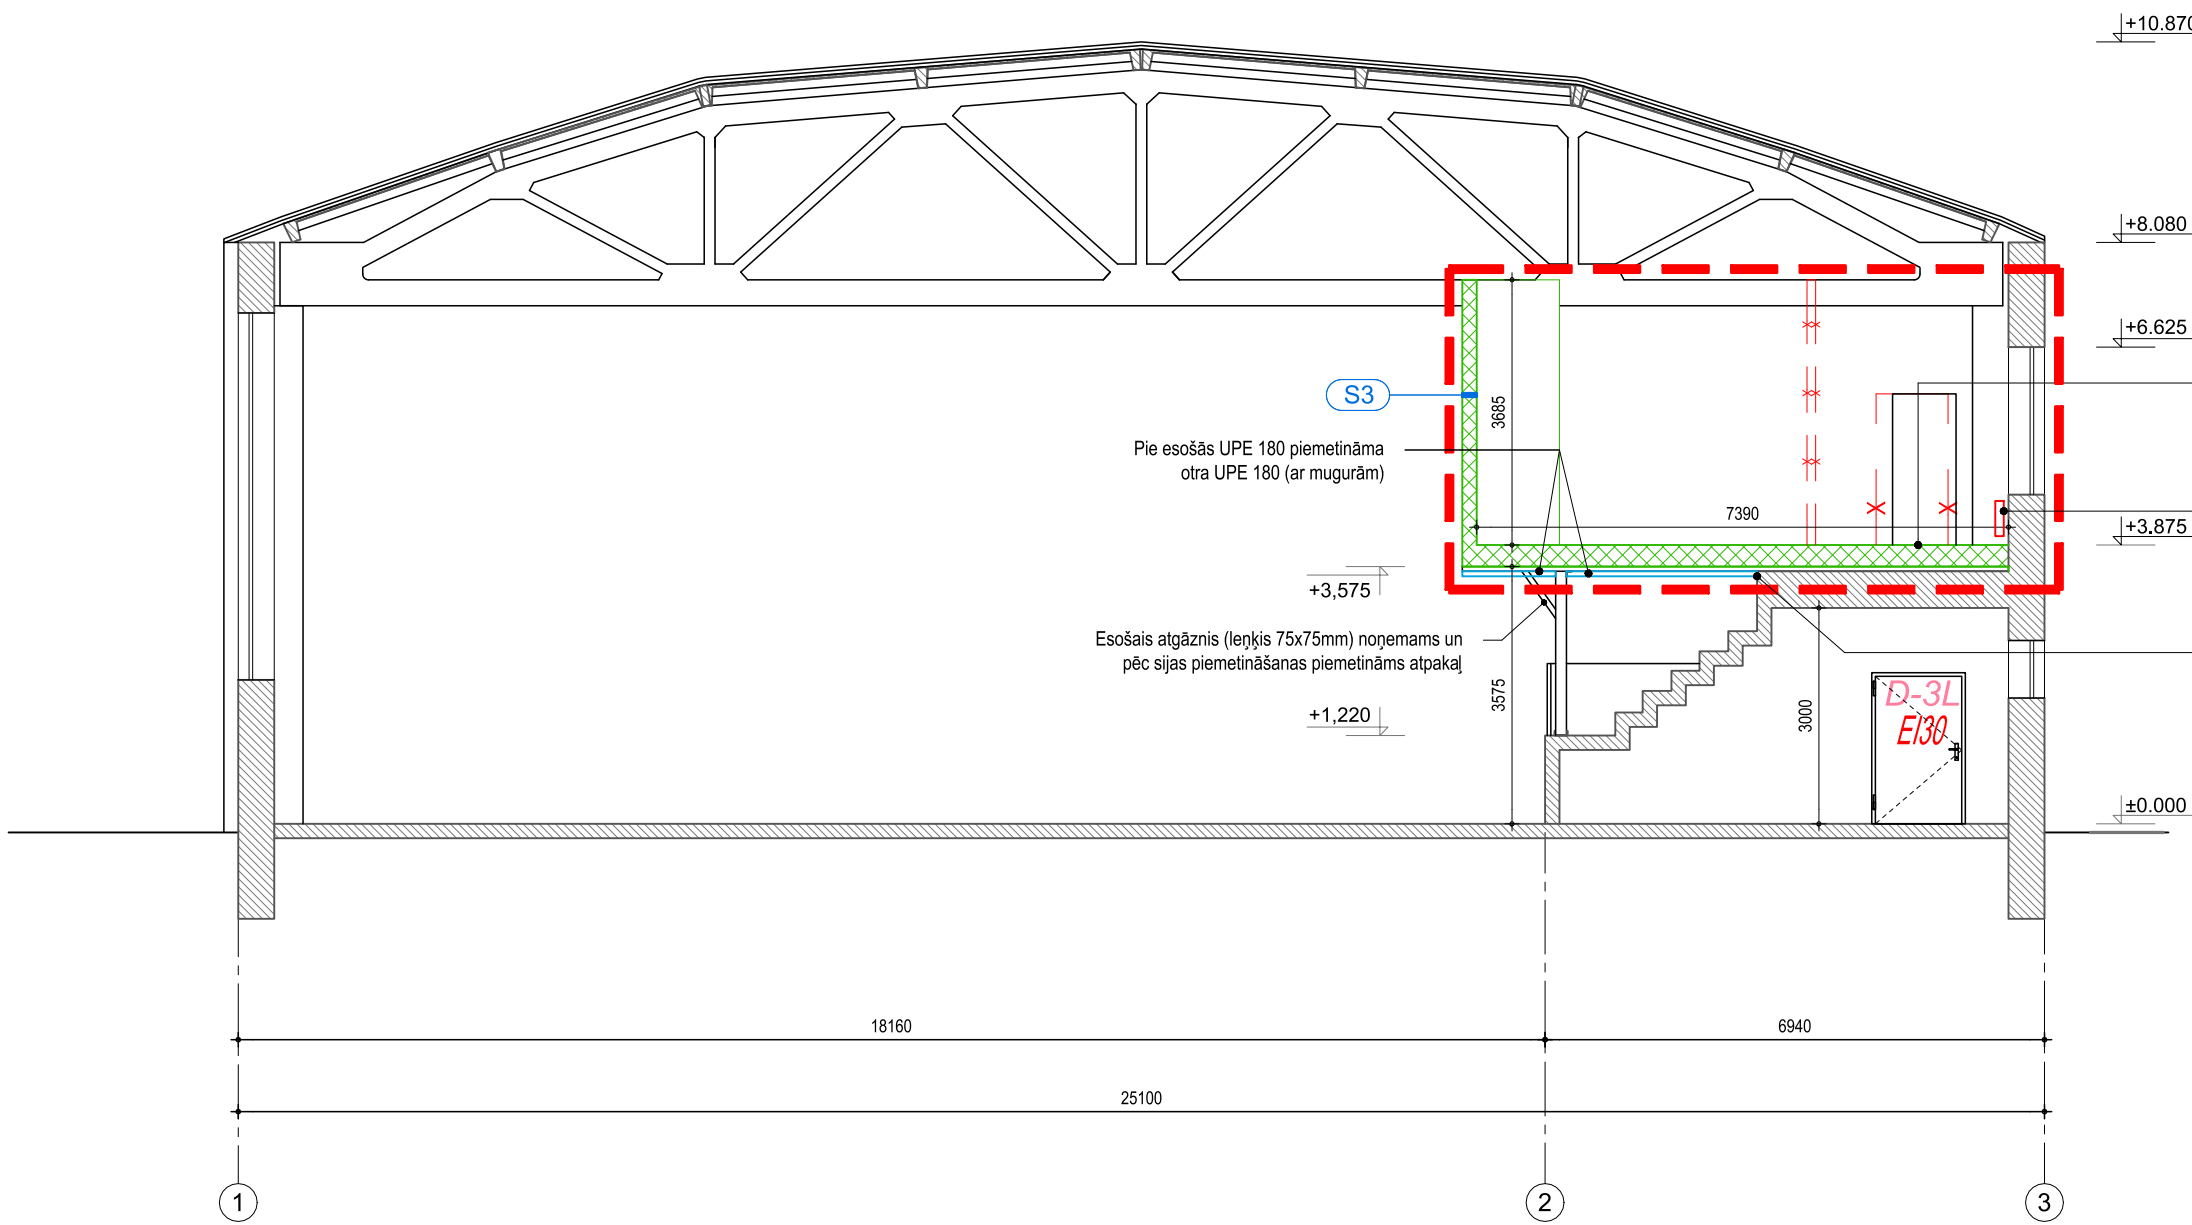 +10.870
+8.080
+6.625
S3
3685
Pie esošās UPE 180 piemetināma
otra UPE 180 (ar mugurām)
7390
+3.875
+3,575
Esošais atgāznis (leņķis 75x75mm) noņemams un
pēc sijas piemetināšanas piemetināms atpakaļ
3575
3000
D-3L
EI30
+1,220
±0.000
18160
6940
25100
1
2
3